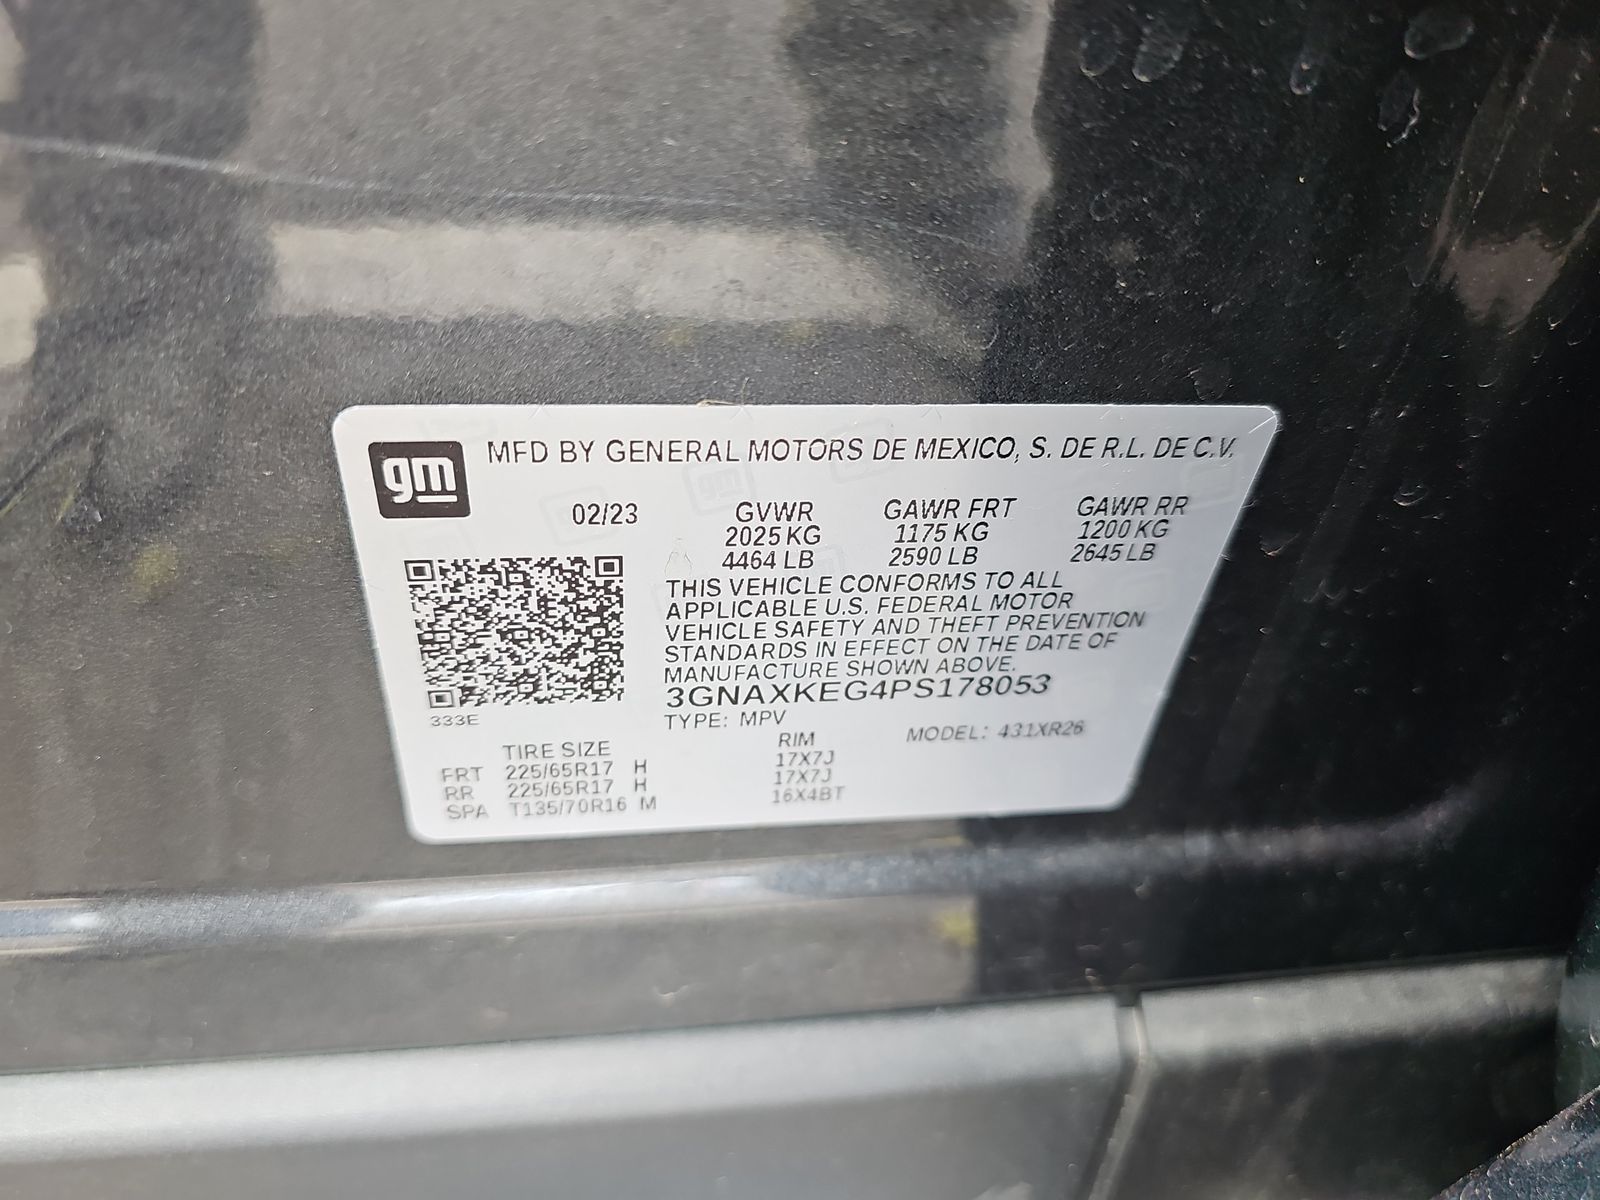 gm MFD BY GENERAL MOTORS DE MEXICO, S. DE R.L. DE C.V.
02/23 GVWR GAWR FRT GAWR RR
2025 KG 1175 KG 1200 KG
4464 LB 2590 LB 2645 LB
THIS VEHICLE CONFORMS TO ALL
APPLICABLE U.S. FEDERAL MOTOR
VEHICLE SAFETY AND THEFT PREVENTION
STANDARDS IN EFFECT ON THE DATE OF
MANUFACTURE SHOWN ABOVE.
3GNAXKEG4PS178053
333E TYPE: MPV MODEL: 431XR26
TIRE SIZE RIM
FRT 225/65R17 H 17X7J
RR 225/65R17 H 17X7J
SPA T135/70R16 M 16X4BT